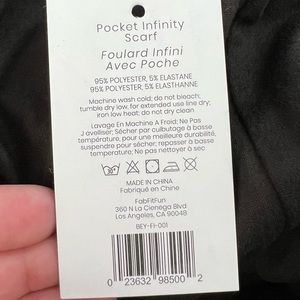 Pocket Infinity
Scarf
Foulard Infini
Avec Poche
95% POLYESTER, 5% ELASTANE
95% POLYESTER, 5% ELASTHANNE
Machine wash cold; do not bleach;
tumble dry low, for extended use line dry;
iron low heat; do not dry clean.
Lavage En Machine A Froid; Ne Pas
J avelliser; Sécher par culbutage à basse
température, pour une meilleure durabilité,
suspendre pour sécher; repasser à basse
température; Ne pas nettoyer à sec
MADE IN CHINA
Fabriqué en Chine
FabFitFun
360 N La Cienega Blvd
Los Angeles, CA 90048
BEY-FI-001
0 23632 98500 2